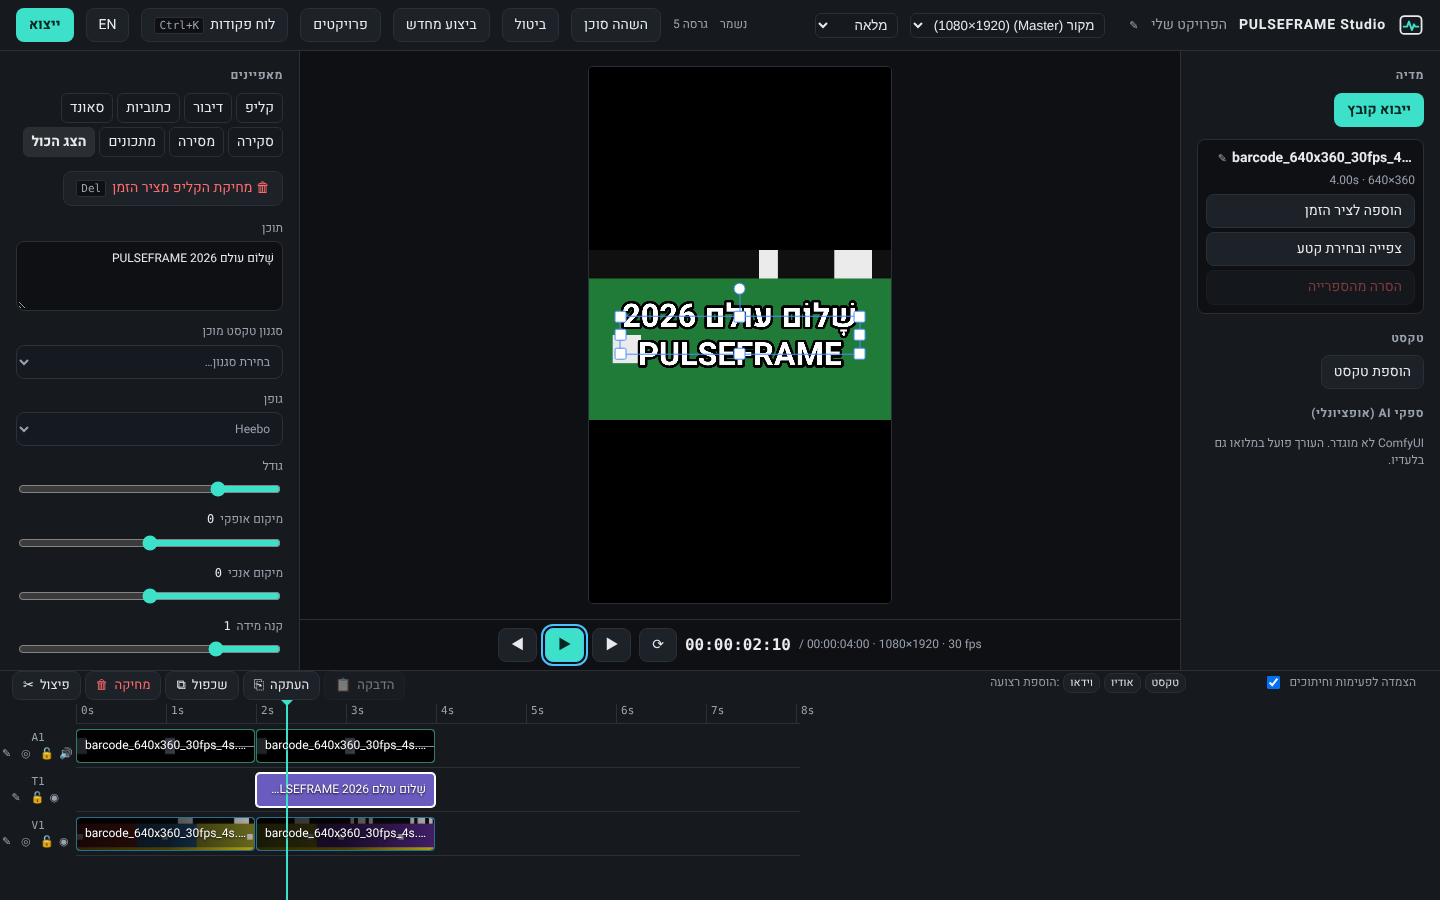 PULSEFRAME Studio
הפרויקט שלי
מקור (Master) (1080×1920)
מלאה
נשמר
גרסה 5
השהה סוכן
ביטול
ביצוע מחדש
פרויקטים
לוח פקודות Ctrl+K
EN
ייצוא
מדיה
ייבוא קובץ
barcode_640x360_30fps_4…
4.00s · 640×360
הוספה לציר הזמן
צפייה ובחירת קטע
הסרה מהספרייה
טקסט
הוספת טקסט
ספקי AI (אופציונלי)
ComfyUI לא מוגדר. העורך פועל במלואו גם
בלעדיו.
שָׁלוֹם עולם 2026
PULSEFRAME
00:00:02:10 / 00:00:04:00 · 1080×1920 · 30 fps
מאפיינים
קליפ
דיבור
כתוביות
סאונד
סקירה
מסירה
מתכונים
הצג הכול
מחיקת הקליפ מציר הזמן Del
תוכן
שָׁלוֹם עולם 2026 PULSEFRAME
סגנון טקסט מוכן
בחירת סגנון…
גופן
Heebo
גודל
מיקום אופקי 0
מיקום אנכי 0
קנה מידה 1
הצמדה לפעימות וחיתוכים
הוספת רצועה:
וידאו
אודיו
טקסט
פיצול
מחיקה
שכפול
העתקה
הדבקה
0s 1s 2s 3s 4s 5s 6s 7s 8s
A1
barcode_640x360_30fps_4s.… barcode_640x360_30fps_4s.…
T1
שָׁלוֹם עולם 2026 LSEFRAME…
V1
barcode_640x360_30fps_4s.… barcode_640x360_30fps_4s.…